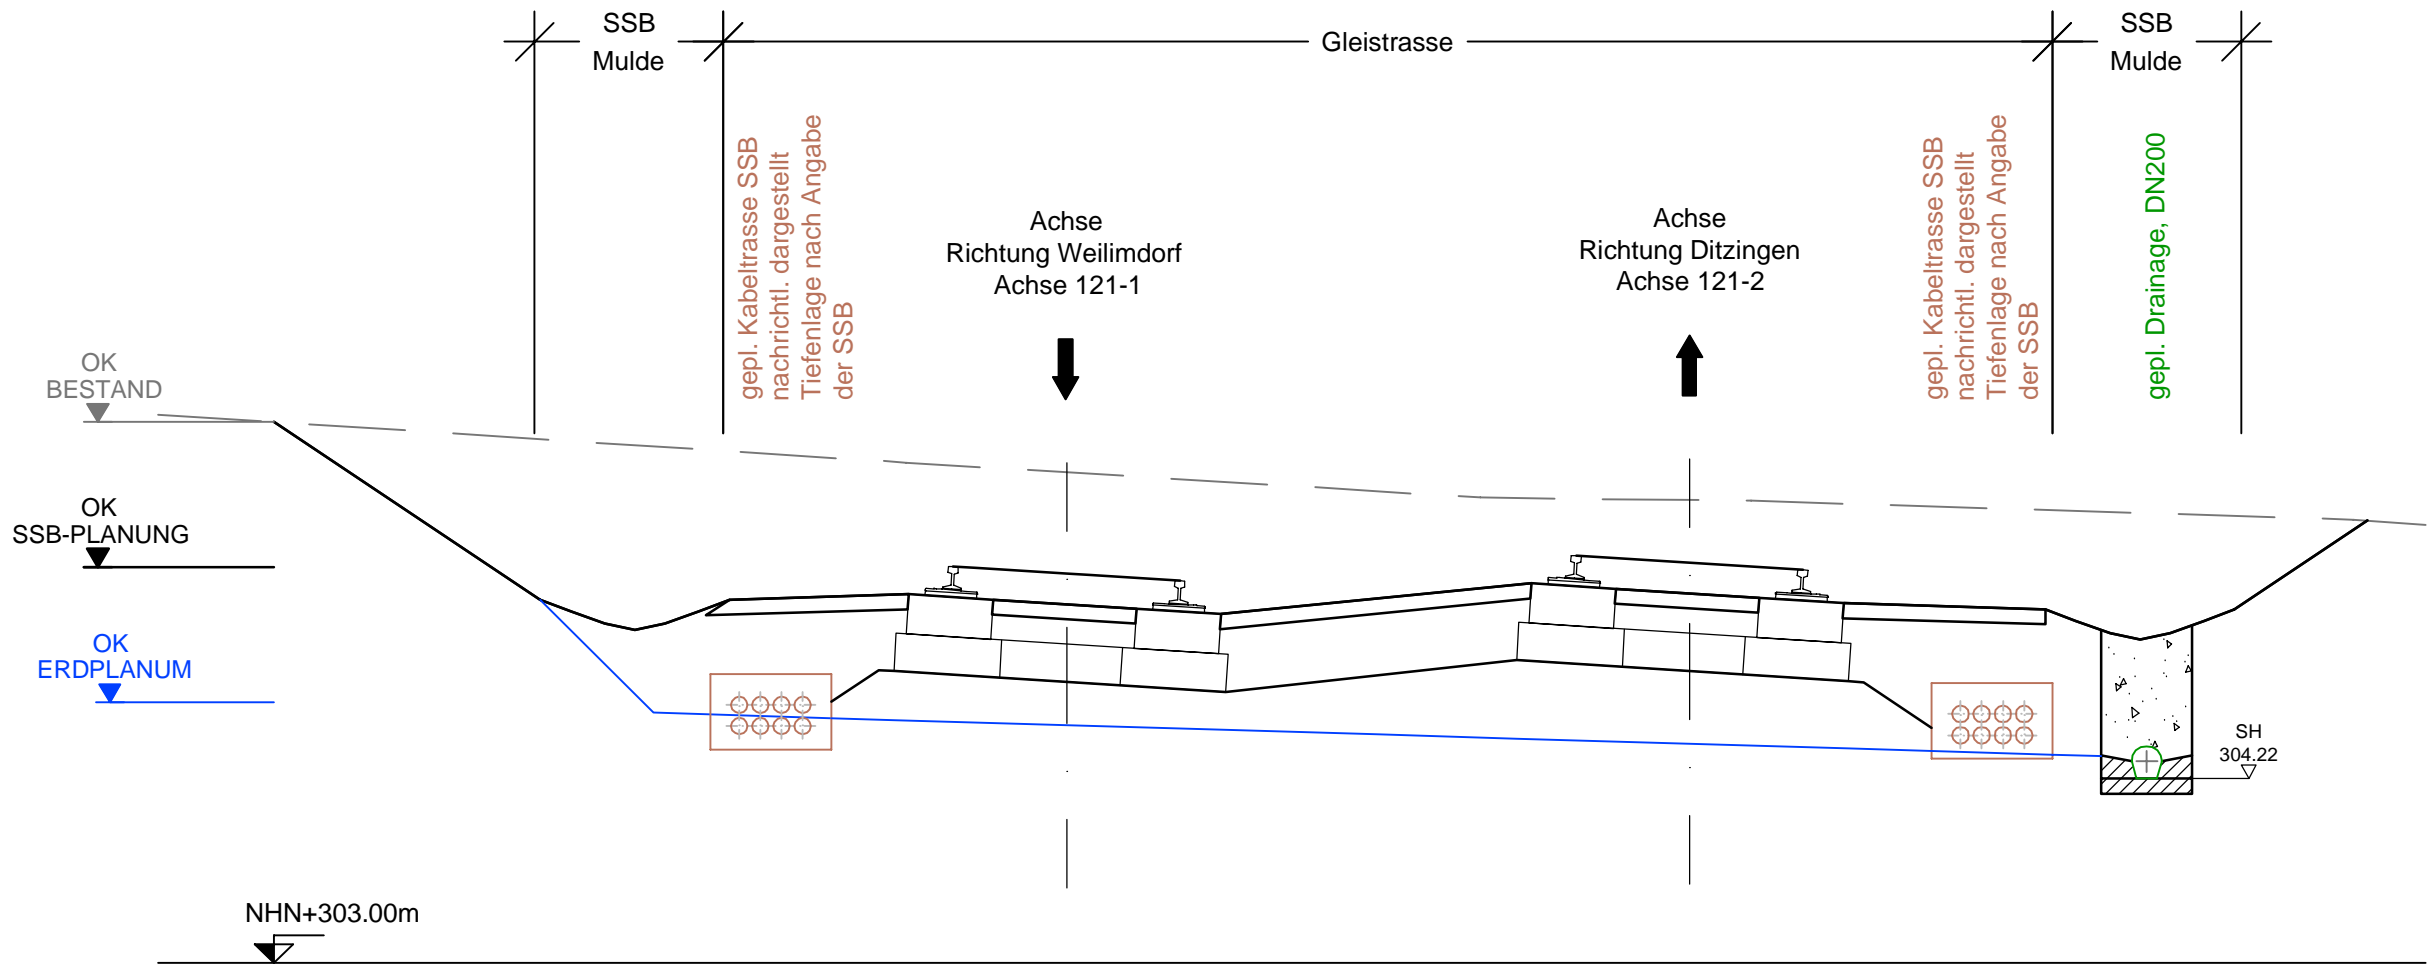 SSB
Mulde
Gleistrasse
SSB
Mulde
gepl. Kabeltrasse SSB
nachrichtl. dargestellt
Tiefenlage nach Angabe
der SSB
Achse
Richtung Weilimdorf
Achse 121-1
Achse
Richtung Ditzingen
Achse 121-2
gepl. Kabeltrasse SSB
nachrichtl. dargestellt
Tiefenlage nach Angabe
der SSB
gepl. Drainage, DN200
OK
BESTAND
OK
SSB-PLANUNG
OK
ERDPLANUM
SH
304.22
NHN+303.00m